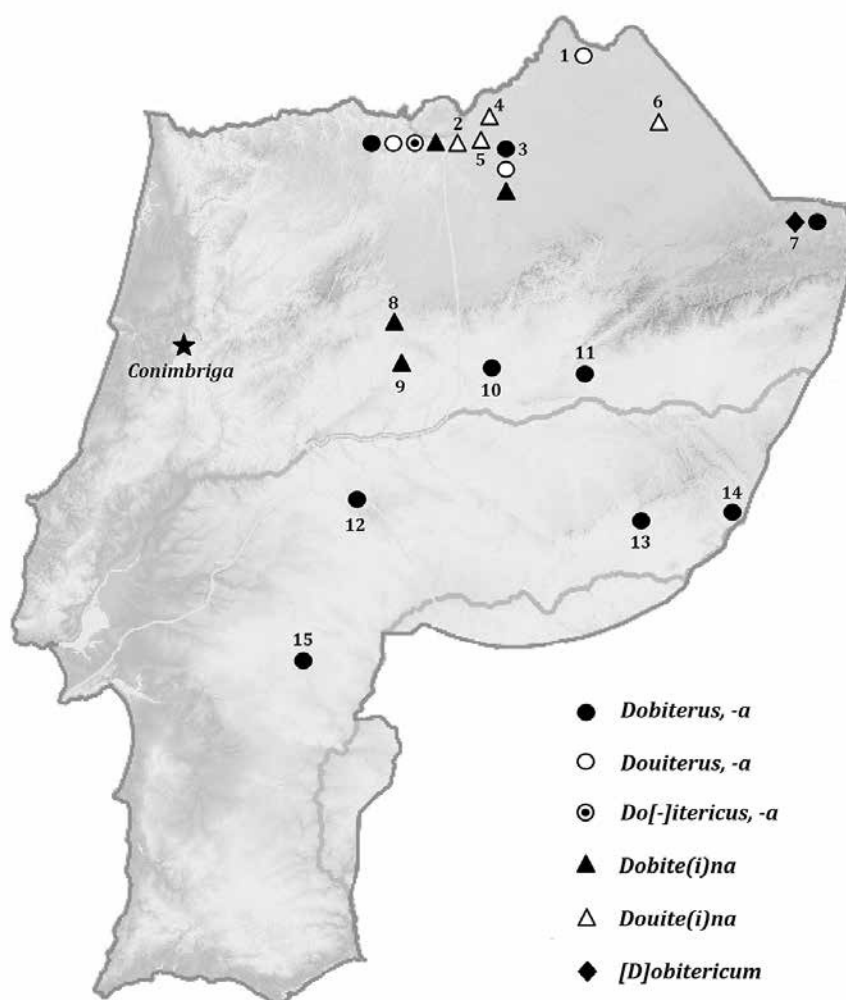 1
6
4
2
5
3
7
8
Conimbriga
9
10
11
12
13
14
15
Dobiterus, -a
Douiterus, -a
Do[-]itericus, -a
Dobite(i)na
Douite(i)na
[D]obitericum